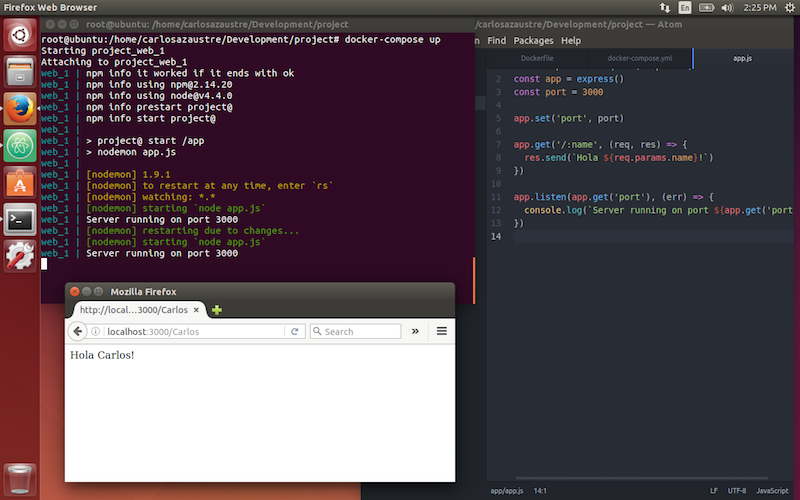 Firefox Web Browser
En
2:25 PM
root@ubuntu: /home/carlosazaustre/Development/project
/carlosazaustre/Development/project — Atom
root@ubuntu:/home/carlosazaustre/Development/project# docker-compose up
Starting project_web_1
Attaching to project_web_1
web_1 | npm info it worked if it ends with ok
web_1 | npm info using npm@2.14.20
web_1 | npm info using node@v4.4.0
web_1 | npm info prestart project@
web_1 | npm info start project@
web_1 |
web_1 | > project@ start /app
web_1 | > nodemon app.js
web_1 |
web_1 | [nodemon] 1.9.1
web_1 | [nodemon] to restart at any time, enter `rs`
web_1 | [nodemon] watching: *.*
web_1 | [nodemon] starting `node app.js`
web_1 | Server running on port 3000
web_1 | [nodemon] restarting due to changes...
web_1 | [nodemon] starting `node app.js`
web_1 | Server running on port 3000
Find Packages Help
Dockerfile docker-compose.yml app.js
2 const app = express()
3 const port = 3000
4
5 app.set('port', port)
6
7 app.get('/:name', (req, res) => {
8 res.send(`Hola ${req.params.name}!`)
9 })
10
11 app.listen(app.get('port'), (err) => {
12 console.log(`Server running on port ${app.get('port
13 })
14
Mozilla Firefox
http://local...3000/Carlos
localhost:3000/Carlos
Search
Hola Carlos!
app/app.js 14:1 LF UTF-8 JavaScript